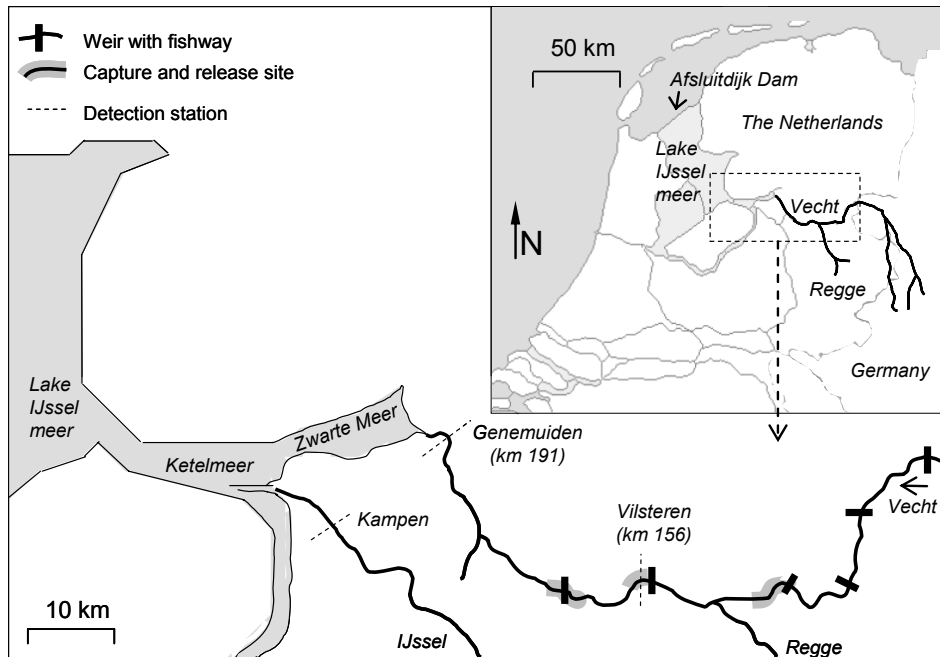 Weir with fishway
Capture and release site
Detection station
50 km
Afsluitdijk Dam
The Netherlands
Lake
IJssel
meer
Vecht
N
Regge
Germany
Lake
IJssel
meer
Zwarte Meer
Ketelmeer
Genemuiden
(km 191)
Kampen
Vilsteren
(km 156)
Vecht
10 km
IJssel
Regge